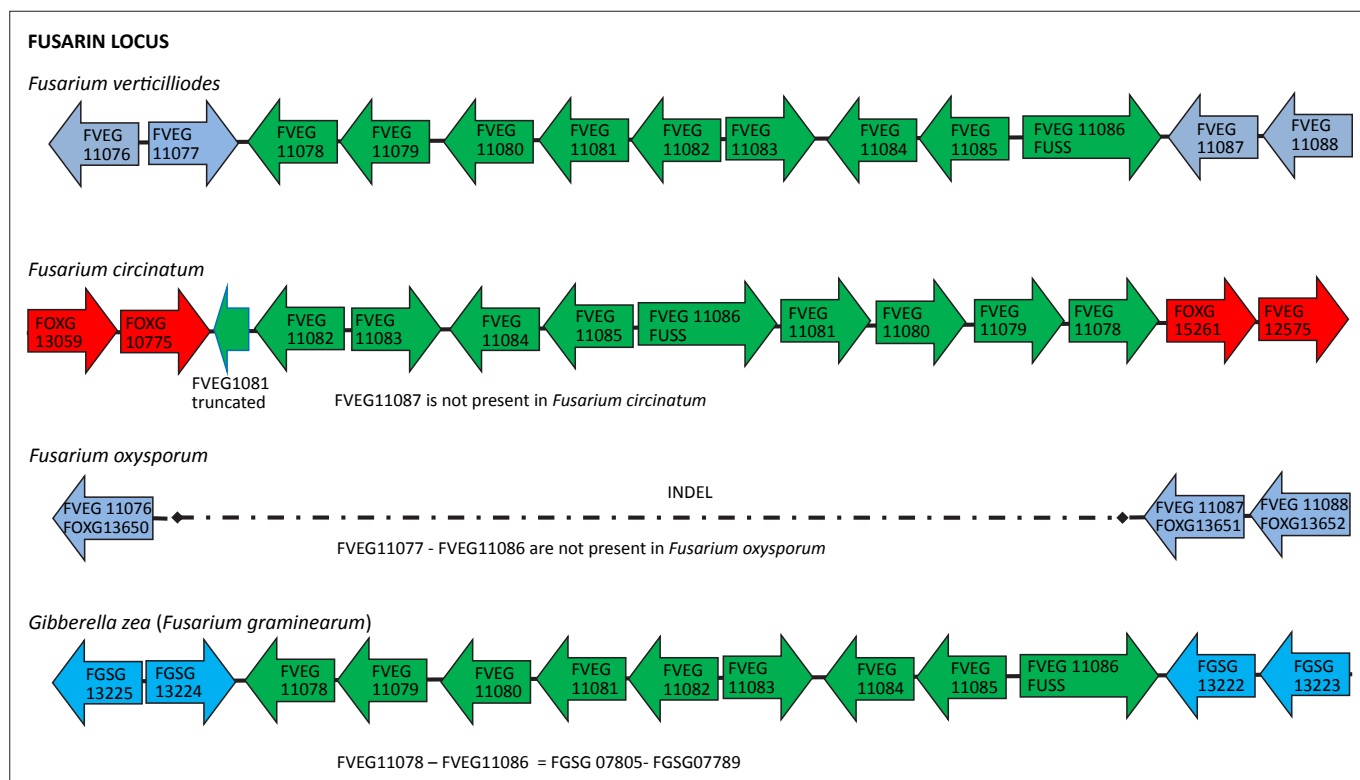 FUSARIN LOCUS
Fusarium verticilliodes
FVEG
11076
FVEG
11077
FVEG
11078
FVEG
11079
FVEG
11080
FVEG
11081
FVEG
11082
FVEG
11083
FVEG
11084
FVEG
11085
FVEG 11086
FUSS
FVEG
11087
FVEG
11088
Fusarium circinatum
FOXG
13059
FOXG
10775
FVEG
11082
FVEG
11083
FVEG
11084
FVEG
11085
FVEG 11086
FUSS
FVEG
11081
FVEG
11080
FVEG
11079
FVEG
11078
FOXG
15261
FVEG
12575
FVEG1081
truncated
FVEG11087 is not present in Fusarium circinatum
Fusarium oxysporum
FVEG 11076
FOXG13650
INDEL
FVEG 11087
FOXG13651
FVEG 11088
FOXG13652
FVEG11077 - FVEG11086 are not present in Fusarium oxysporum
Gibberella zea (Fusarium graminearum)
FGSG
13225
FGSG
13224
FVEG
11078
FVEG
11079
FVEG
11080
FVEG
11081
FVEG
11082
FVEG
11083
FVEG
11084
FVEG
11085
FVEG 11086
FUSS
FGSG
13222
FGSG
13223
FVEG11078 – FVEG11086 = FGSG 07805- FGSG07789